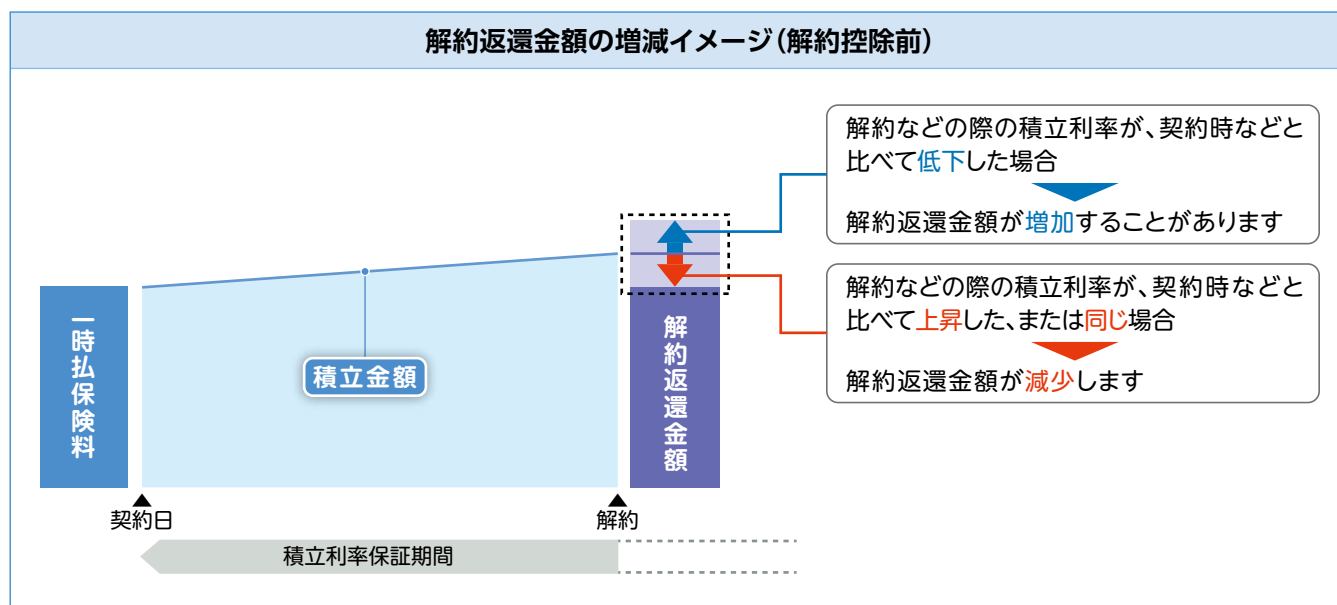 解約返還金額の増減イメージ(解約控除前)
解約などの際の積立利率が、契約時などと
比べて低下した場合
解約返還金額が増加することがあります
解約などの際の積立利率が、契約時などと
比べて上昇した、または同じ場合
解約返還金額が減少します
一時払保険料
積立金額
解約返還金額
契約日
解約
積立利率保証期間